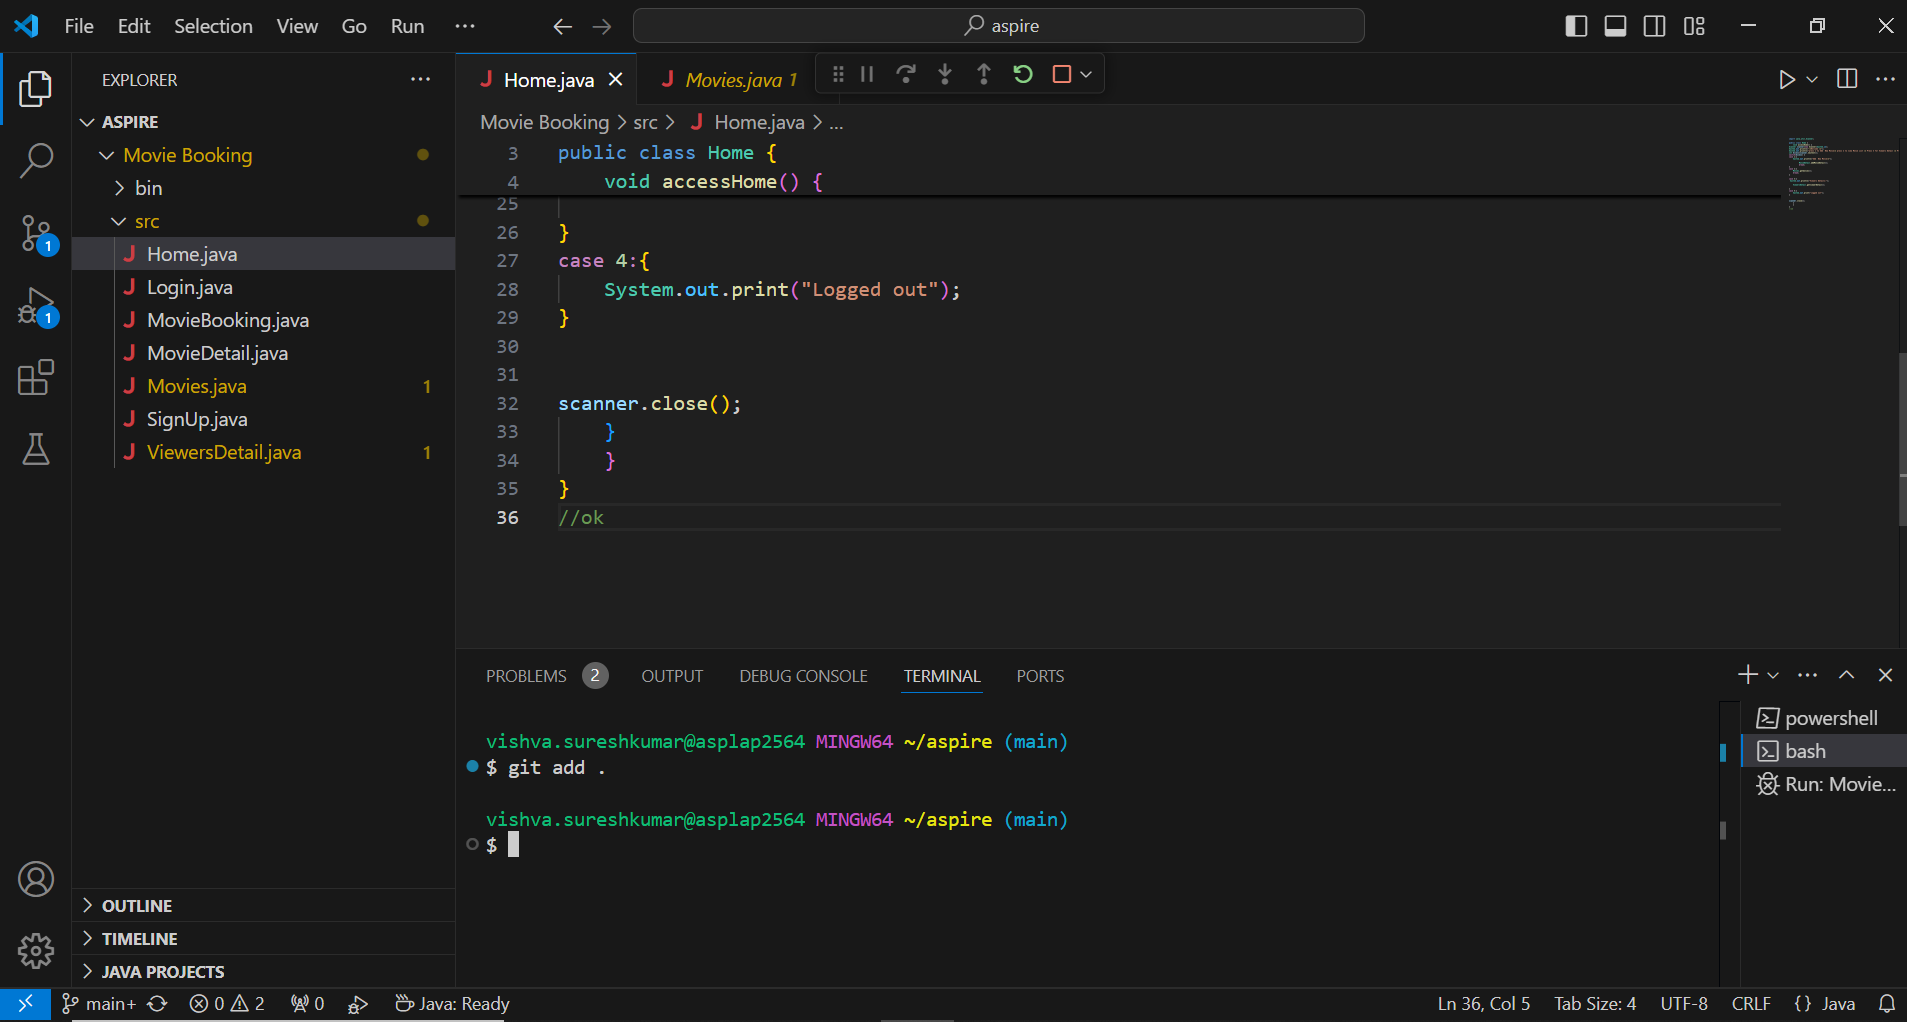 File Edit Selection View Go Run ··· aspire
EXPLORER ···
ASPIRE
Movie Booking
bin
src
J Home.java
J Login.java
J MovieBooking.java
J MovieDetail.java
J Movies.java 1
J SignUp.java
J ViewersDetail.java 1
OUTLINE
TIMELINE
JAVA PROJECTS
1
1
J Home.java J Movies.java 1
Movie Booking > src > J Home.java > ...
3 public class Home {
4 void accessHome() {
25
26 }
27 case 4:{
28 System.out.print("Logged out");
29 }
30
31
32 scanner.close();
33 }
34 }
35 }
36 //ok
PROBLEMS 2 OUTPUT DEBUG CONSOLE TERMINAL PORTS
vishva.sureshkumar@asplap2564 MINGW64 ~/aspire (main)
$ git add .
vishva.sureshkumar@asplap2564 MINGW64 ~/aspire (main)
$
powershell
bash
Run: Movie...
main+ 0 2 0 Java: Ready Ln 36, Col 5 Tab Size: 4 UTF-8 CRLF {} Java